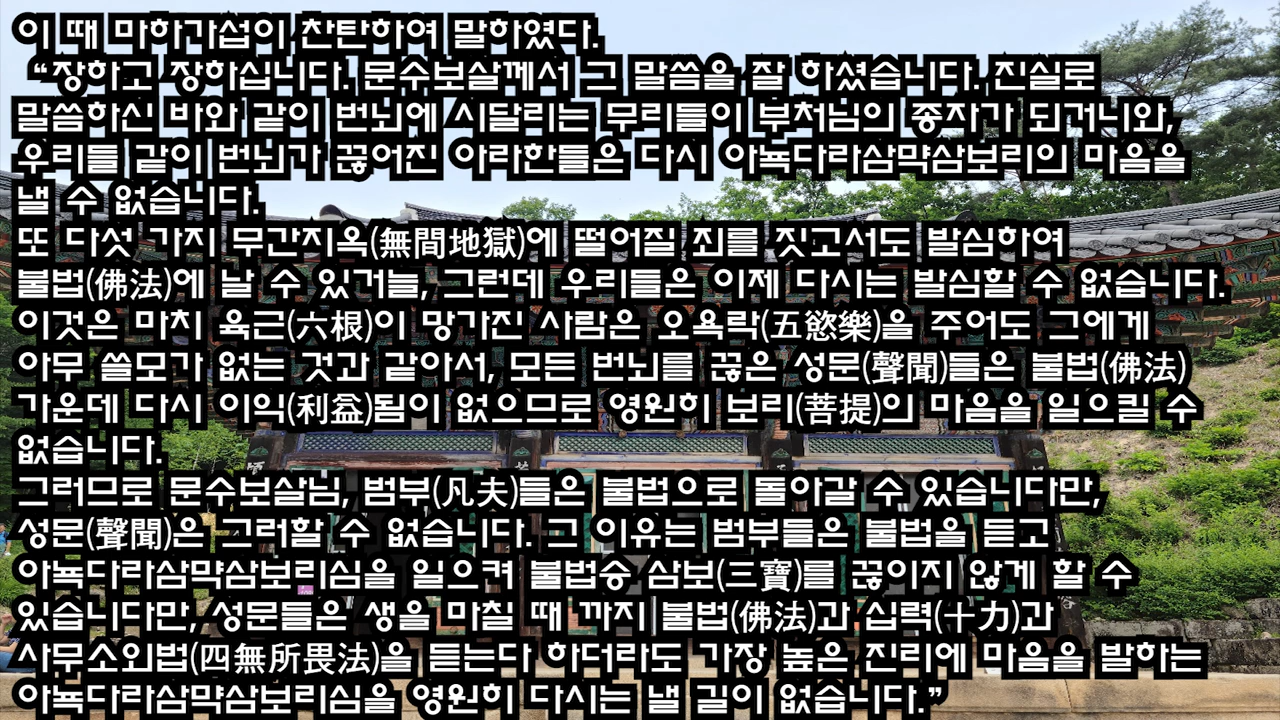 이 때 마하가섭이 찬탄하여 말하였다.
“장하고 장하십니다. 문수보살께서 그 말씀을 잘 하셨습니다. 진실로
말씀하신 바와 같이 번뇌에 시달리는 무리들이 부처님의 종자가 되거니와,
우리들 같이 번뇌가 끊어진 아라한들은 다시 아뇩다라삼먁삼보리의 마음을
낼 수 없습니다.
또 다섯 가지 무간지옥(無間地獄)에 떨어질 죄를 짓고서도 발심하여
불법(佛法)에 날 수 있거늘, 그런데 우리들은 이제 다시는 발심할 수 없습니다.
이것은 마치 육근(六根)이 망가진 사람은 오욕락(五慾樂)을 주어도 그에게
아무 쓸모가 없는 것과 같아서, 모든 번뇌를 끊은 성문(聲聞)들은 불법(佛法)
가운데 다시 이익(利益)됨이 없으므로 영원히 보리(菩提)의 마음을 일으킬 수
없습니다.
그러므로 문수보살님, 범부(凡夫)들은 불법으로 돌아갈 수 있습니다만,
성문(聲聞)은 그러할 수 없습니다. 그 이유는 범부들은 불법을 듣고
아뇩다라삼먁삼보리심을 일으켜 불법승 삼보(三寶)를 끊이지 않게 할 수
있습니다만, 성문들은 생을 마칠 때 까지 불법(佛法)과 십력(十力)과
사무소외법(四無所畏法)을 듣는다 하더라도 가장 높은 진리에 마음을 발하는
아뇩다라삼먁삼보리심을 영원히 다시는 낼 길이 없습니다.”